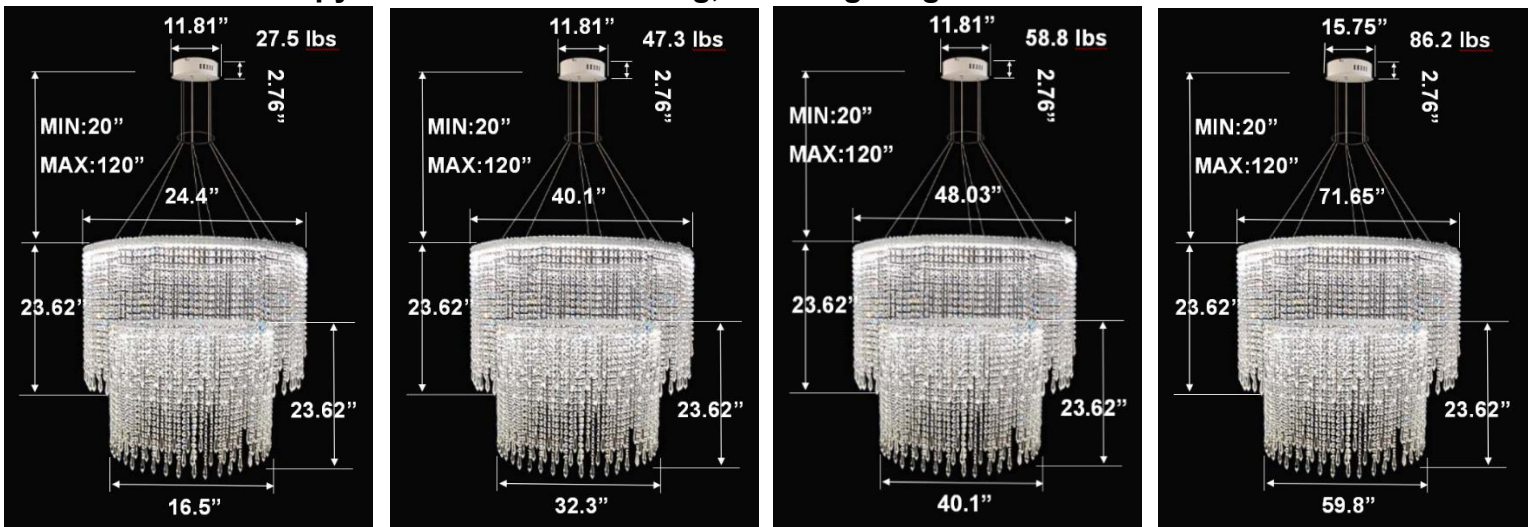 11.81”
27.5 lbs
2.76”
MIN:20”
MAX:120”
24.4”
23.62”
23.62”
16.5”
11.81”
47.3 lbs
2.76”
MIN:20”
MAX:120”
40.1”
23.62”
23.62”
32.3”
11.81”
58.8 lbs
2.76”
MIN:20”
MAX:120”
48.03”
23.62”
23.62”
40.1”
15.75”
86.2 lbs
2.76”
MIN:20”
MAX:120”
71.65”
23.62”
23.62”
59.8”